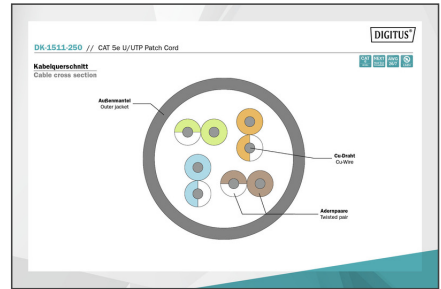 DIGITUS®
DK-1511-250 // CAT 5e U/UTP Patch Cord
Kabelquerschnitt
Cable cross section
Außenmantel
Outer jacket
Cu-Draht
Cu-Wire
Adernpaare
Twisted pair